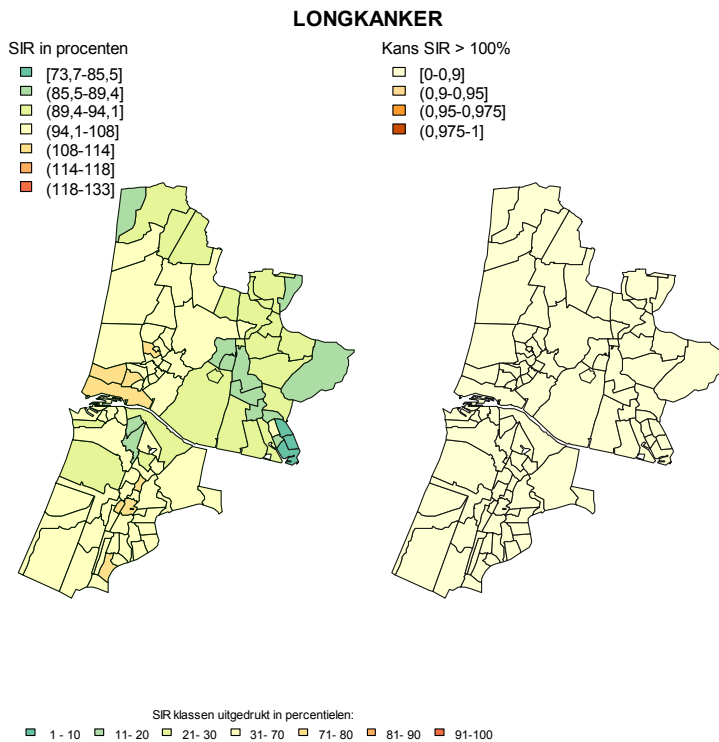 LONGKANKER
SIR in procenten
[73,7-85,5]
(85,5-89,4]
(89,4-94,1]
(94,1-108]
(108-114]
(114-118]
(118-133]
Kans SIR > 100%
[0-0,9]
(0,9-0,95]
(0,95-0,975]
(0,975-1]
SIR klassen uitgedrukt in percentielen:
1 - 10 11- 20 21- 30 31- 70 71- 80 81- 90 91-100